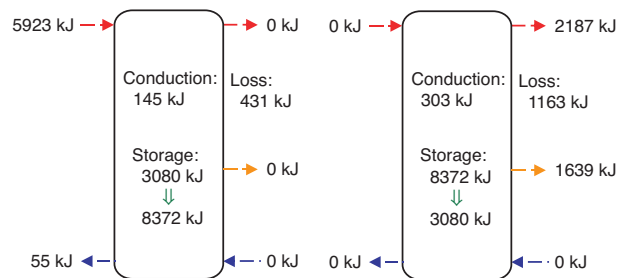 5923 kJ
0 kJ
Conduction:
145 kJ
Loss:
431 kJ
Storage:
3080 kJ
⇓
8372 kJ
0 kJ
55 kJ
0 kJ
0 kJ
2187 kJ
Conduction:
303 kJ
Loss:
1163 kJ
Storage:
8372 kJ
⇓
3080 kJ
1639 kJ
0 kJ
0 kJ